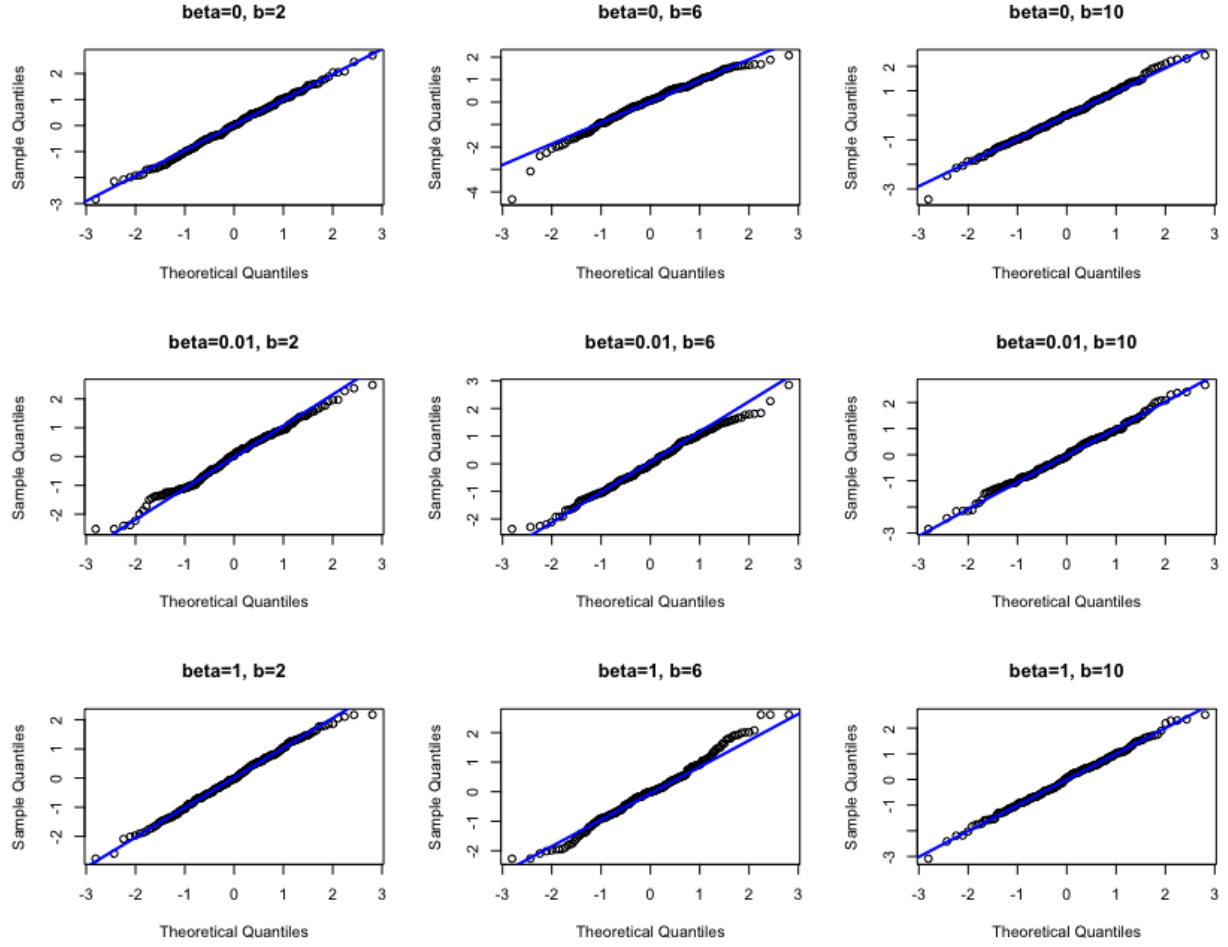 beta=0, b=2
Sample Quantiles
-3 -1 0 1 2
-3 -2 -1 0 1 2 3
Theoretical Quantiles
beta=0, b=6
Sample Quantiles
-4 -2 0 1 2
-3 -2 -1 0 1 2 3
Theoretical Quantiles
beta=0, b=10
Sample Quantiles
-3 -1 1 2
-3 -2 -1 0 1 2 3
Theoretical Quantiles
beta=0.01, b=2
Sample Quantiles
-2 -1 0 1 2
-3 -2 -1 0 1 2 3
Theoretical Quantiles
beta=0.01, b=6
Sample Quantiles
-2 -1 0 1 2 3
-3 -2 -1 0 1 2 3
Theoretical Quantiles
beta=0.01, b=10
Sample Quantiles
-3 -1 0 1 2
-3 -2 -1 0 1 2 3
Theoretical Quantiles
beta=1, b=2
Sample Quantiles
-2 -1 0 1 2
-3 -2 -1 0 1 2 3
Theoretical Quantiles
beta=1, b=6
Sample Quantiles
-2 -1 0 1 2
-3 -2 -1 0 1 2 3
Theoretical Quantiles
beta=1, b=10
Sample Quantiles
-3 -1 0 1 2
-3 -2 -1 0 1 2 3
Theoretical Quantiles